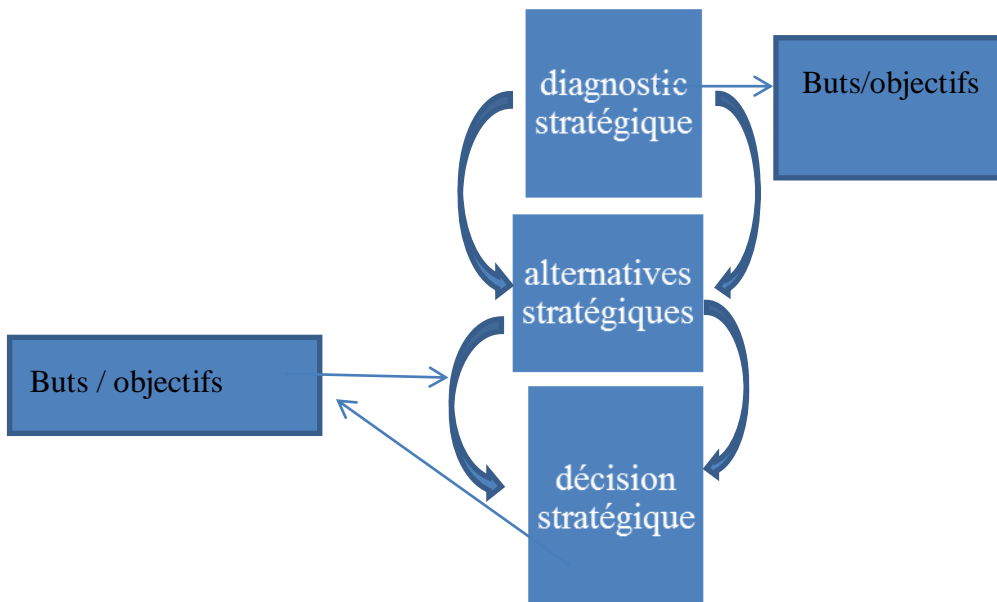 diagnostic
stratégique
Buts/objectifs
alternatives
stratégiques
Buts / objectifs
décision
stratégique